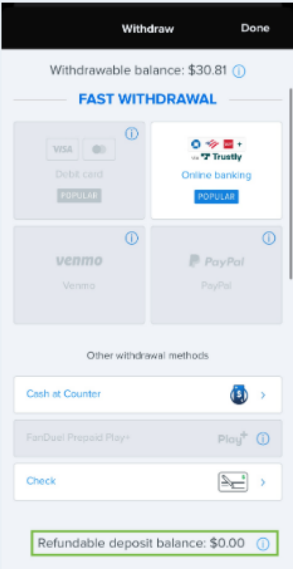 Withdraw
Done
Withdrawable balance: $30.81
FAST WITHDRAWAL
VISA
Debit card
POPULAR
+
via Trustly
Online banking
POPULAR
venmo
Venmo
PayPal
PayPal
Other withdrawal methods
Cash at Counter
FanDuel Prepaid Play+
Play+
Check
Refundable deposit balance: $0.00